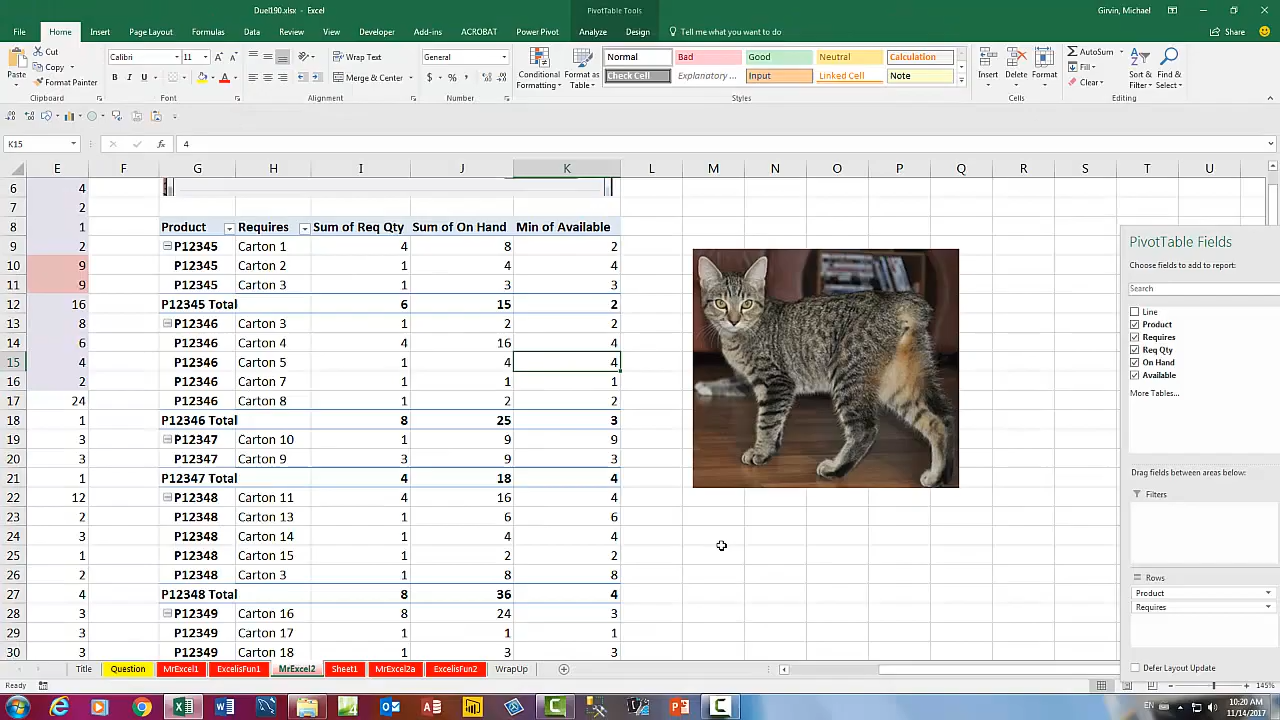 Duel190.xlsx - Excel
PivotTable Tools
Girvin, Michael
File Home Insert Page Layout Formulas Data Review View Developer Add-ins ACROBAT Power Pivot Analyze Design Tell me what you want to do... Share
Paste
Cut
Copy
Format Painter
Clipboard
Calibri 11
B I U
Font
Wrap Text
Merge & Center
Alignment
General
$ % ,
Number
Conditional Formatting
Format as Table
Normal Bad Good Neutral Calculation
Check Cell Explanatory ... Input Linked Cell Note
Styles
Insert Delete Format
Cells
AutoSum
Fill
Clear
Sort & Filter
Find & Select
Editing
K15 fx 4
E F G H I J K L M N O P Q R S T U
6 4
7 2
8 1 Product Requires Sum of Req Qty Sum of On Hand Min of Available
9 2 P12345 Carton 1 4 8 2
10 9 P12345 Carton 2 1 4 4
11 9 P12345 Carton 3 1 3 3
12 16 P12345 Total 6 15 2
13 8 P12346 Carton 3 1 2 2
14 6 P12346 Carton 4 4 16 4
15 4 P12346 Carton 5 1 4 4
16 2 P12346 Carton 7 1 1 1
17 24 P12346 Carton 8 1 2 2
18 1 P12346 Total 8 25 3
19 3 P12347 Carton 10 1 9 9
20 3 P12347 Carton 9 3 9 3
21 1 P12347 Total 4 18 4
22 12 P12348 Carton 11 4 16 4
23 2 P12348 Carton 13 1 6 6
24 3 P12348 Carton 14 1 4 4
25 1 P12348 Carton 15 1 2 2
26 2 P12348 Carton 3 1 8 8
27 4 P12348 Total 8 36 4
28 3 P12349 Carton 16 8 24 3
29 3 P12349 Carton 17 1 1 1
30 3 P12349 Carton 18 1 3 3
PivotTable Fields
Choose fields to add to report:
Search
Line
Product
Requires
Req Qty
On Hand
Available
More Tables...
Drag fields between areas below:
Filters
Rows
Product
Requires
Defer Layout Update
Title Question MrExcel1 ExcelisFun1 MrExcel2 Sheet1 MrExcel2a ExcelisFun2 WrapUp
Ready
145%
EN
10:20 AM
11/14/2017